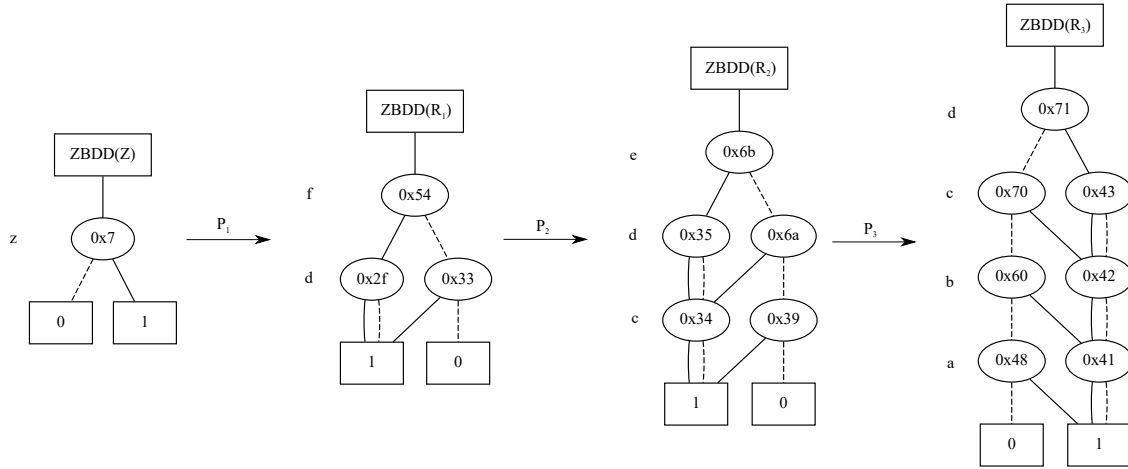 ZBDD(Z)
z
0x7
0
1
P₁
ZBDD(R₁)
f
0x54
d
0x2f
0x33
1
0
P₂
ZBDD(R₂)
e
0x6b
d
0x35
0x6a
c
0x34
0x39
1
0
P₃
ZBDD(R₃)
d
0x71
c
0x70
0x43
b
0x60
0x42
a
0x48
0x41
0
1